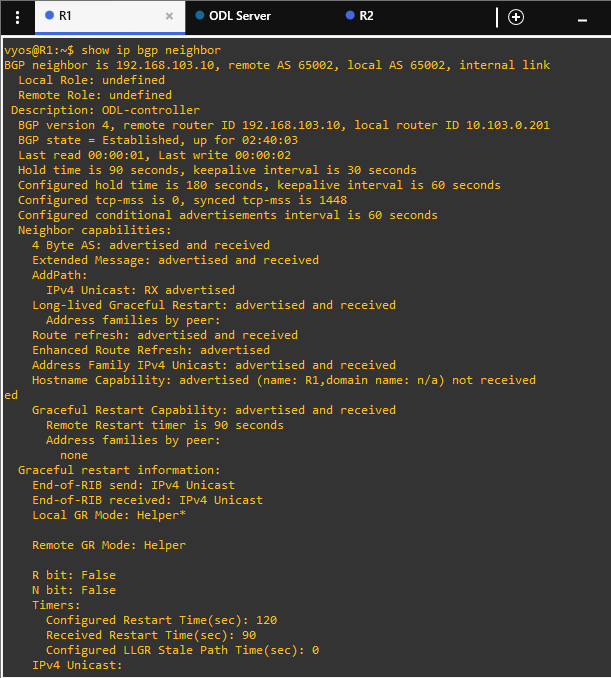 R1
ODL Server
R2
vyos@R1:~$ show ip bgp neighbor
BGP neighbor is 192.168.103.10, remote AS 65002, local AS 65002, internal link
  Local Role: undefined
  Remote Role: undefined
 Description: ODL-controller
  BGP version 4, remote router ID 192.168.103.10, local router ID 10.103.0.201
  BGP state = Established, up for 02:40:03
  Last read 00:00:01, Last write 00:00:02
  Hold time is 90 seconds, keepalive interval is 30 seconds
  Configured hold time is 180 seconds, keepalive interval is 60 seconds
  Configured tcp-mss is 0, synced tcp-mss is 1448
  Configured conditional advertisements interval is 60 seconds
  Neighbor capabilities:
    4 Byte AS: advertised and received
    Extended Message: advertised and received
    AddPath:
      IPv4 Unicast: RX advertised
    Long-lived Graceful Restart: advertised and received
      Address families by peer:
    Route refresh: advertised and received
    Enhanced Route Refresh: advertised
    Address Family IPv4 Unicast: advertised and received
    Hostname Capability: advertised (name: R1,domain name: n/a) not received
ed
    Graceful Restart Capability: advertised and received
      Remote Restart timer is 90 seconds
      Address families by peer:
        none
  Graceful restart information:
    End-of-RIB send: IPv4 Unicast
    End-of-RIB received: IPv4 Unicast
    Local GR Mode: Helper*
    Remote GR Mode: Helper
    R bit: False
    N bit: False
    Timers:
      Configured Restart Time(sec): 120
      Received Restart Time(sec): 90
      Configured LLGR Stale Path Time(sec): 0
    IPv4 Unicast: